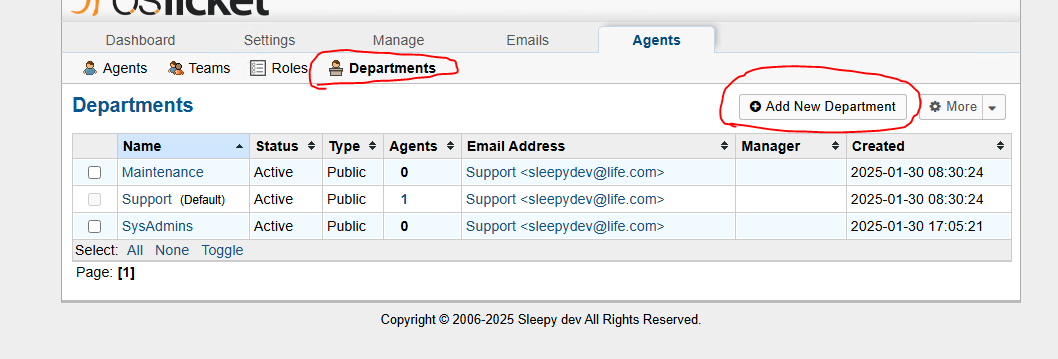 osTicket
Dashboard Settings Manage Emails Agents
Agents Teams Roles Departments
Departments Add New Department More
Name Status Type Agents Email Address Manager Created
Maintenance Active Public 0 Support <sleepydev@life.com> 2025-01-30 08:30:24
Support (Default) Active Public 1 Support <sleepydev@life.com> 2025-01-30 08:30:24
SysAdmins Active Public 0 Support <sleepydev@life.com> 2025-01-30 17:05:21
Select: All None Toggle
Page: [1]
Copyright © 2006-2025 Sleepy dev All Rights Reserved.